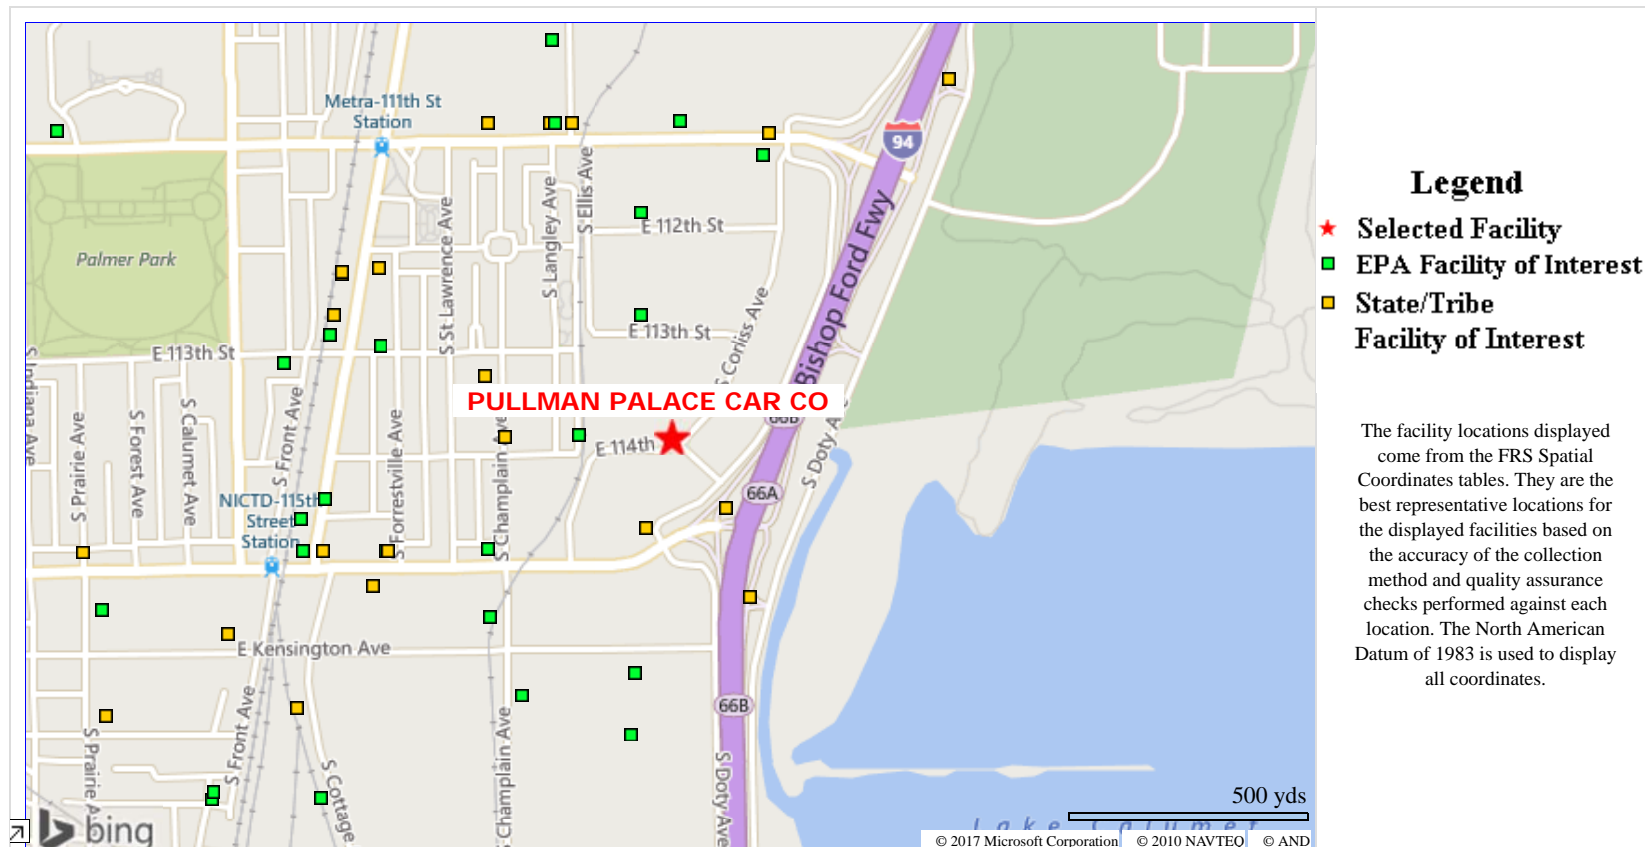 Metra-111th St
Station
94
S Ellis Ave
S Langley Ave
S St Lawrence Ave
E 112th St
Palmer Park
Bishop Ford Fwy
S Corliss Ave
E 113th St
E 113th St
S Indiana Ave
S Prairie Ave
S Forest Ave
S Calumet Ave
S Front Ave
S Forrestville Ave
PULLMAN PALACE CAR CO
66B
S Champlain Ave
E 114th
S Doty Ave
66A
NICTD-115th
Street
Station
E Kensington Ave
66B
S Front Ave
S Prairie A
S Cottage
S Champlain Ave
S Doty Ave
bing
500 yds
Lake Calumet
© 2017 Microsoft Corporation
© 2010 NAVTEQ
© AND
Legend
Selected Facility
EPA Facility of Interest
State/Tribe
Facility of Interest
The facility locations displayed
come from the FRS Spatial
Coordinates tables. They are the
best representative locations for
the displayed facilities based on
the accuracy of the collection
method and quality assurance
checks performed against each
location. The North American
Datum of 1983 is used to display
all coordinates.